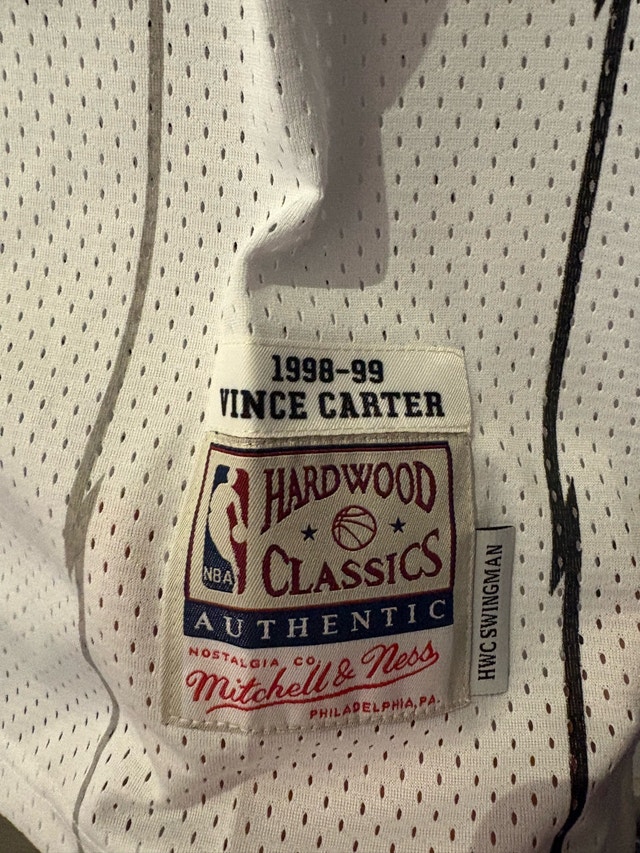 1998-99
VINCE CARTER
HARDWOOD
CLASSICS
NBA
AUTHENTIC
NOSTALGIA CO.
Mitchell & Ness
PHILADELPHIA, PA.
HWC SWINGMAN